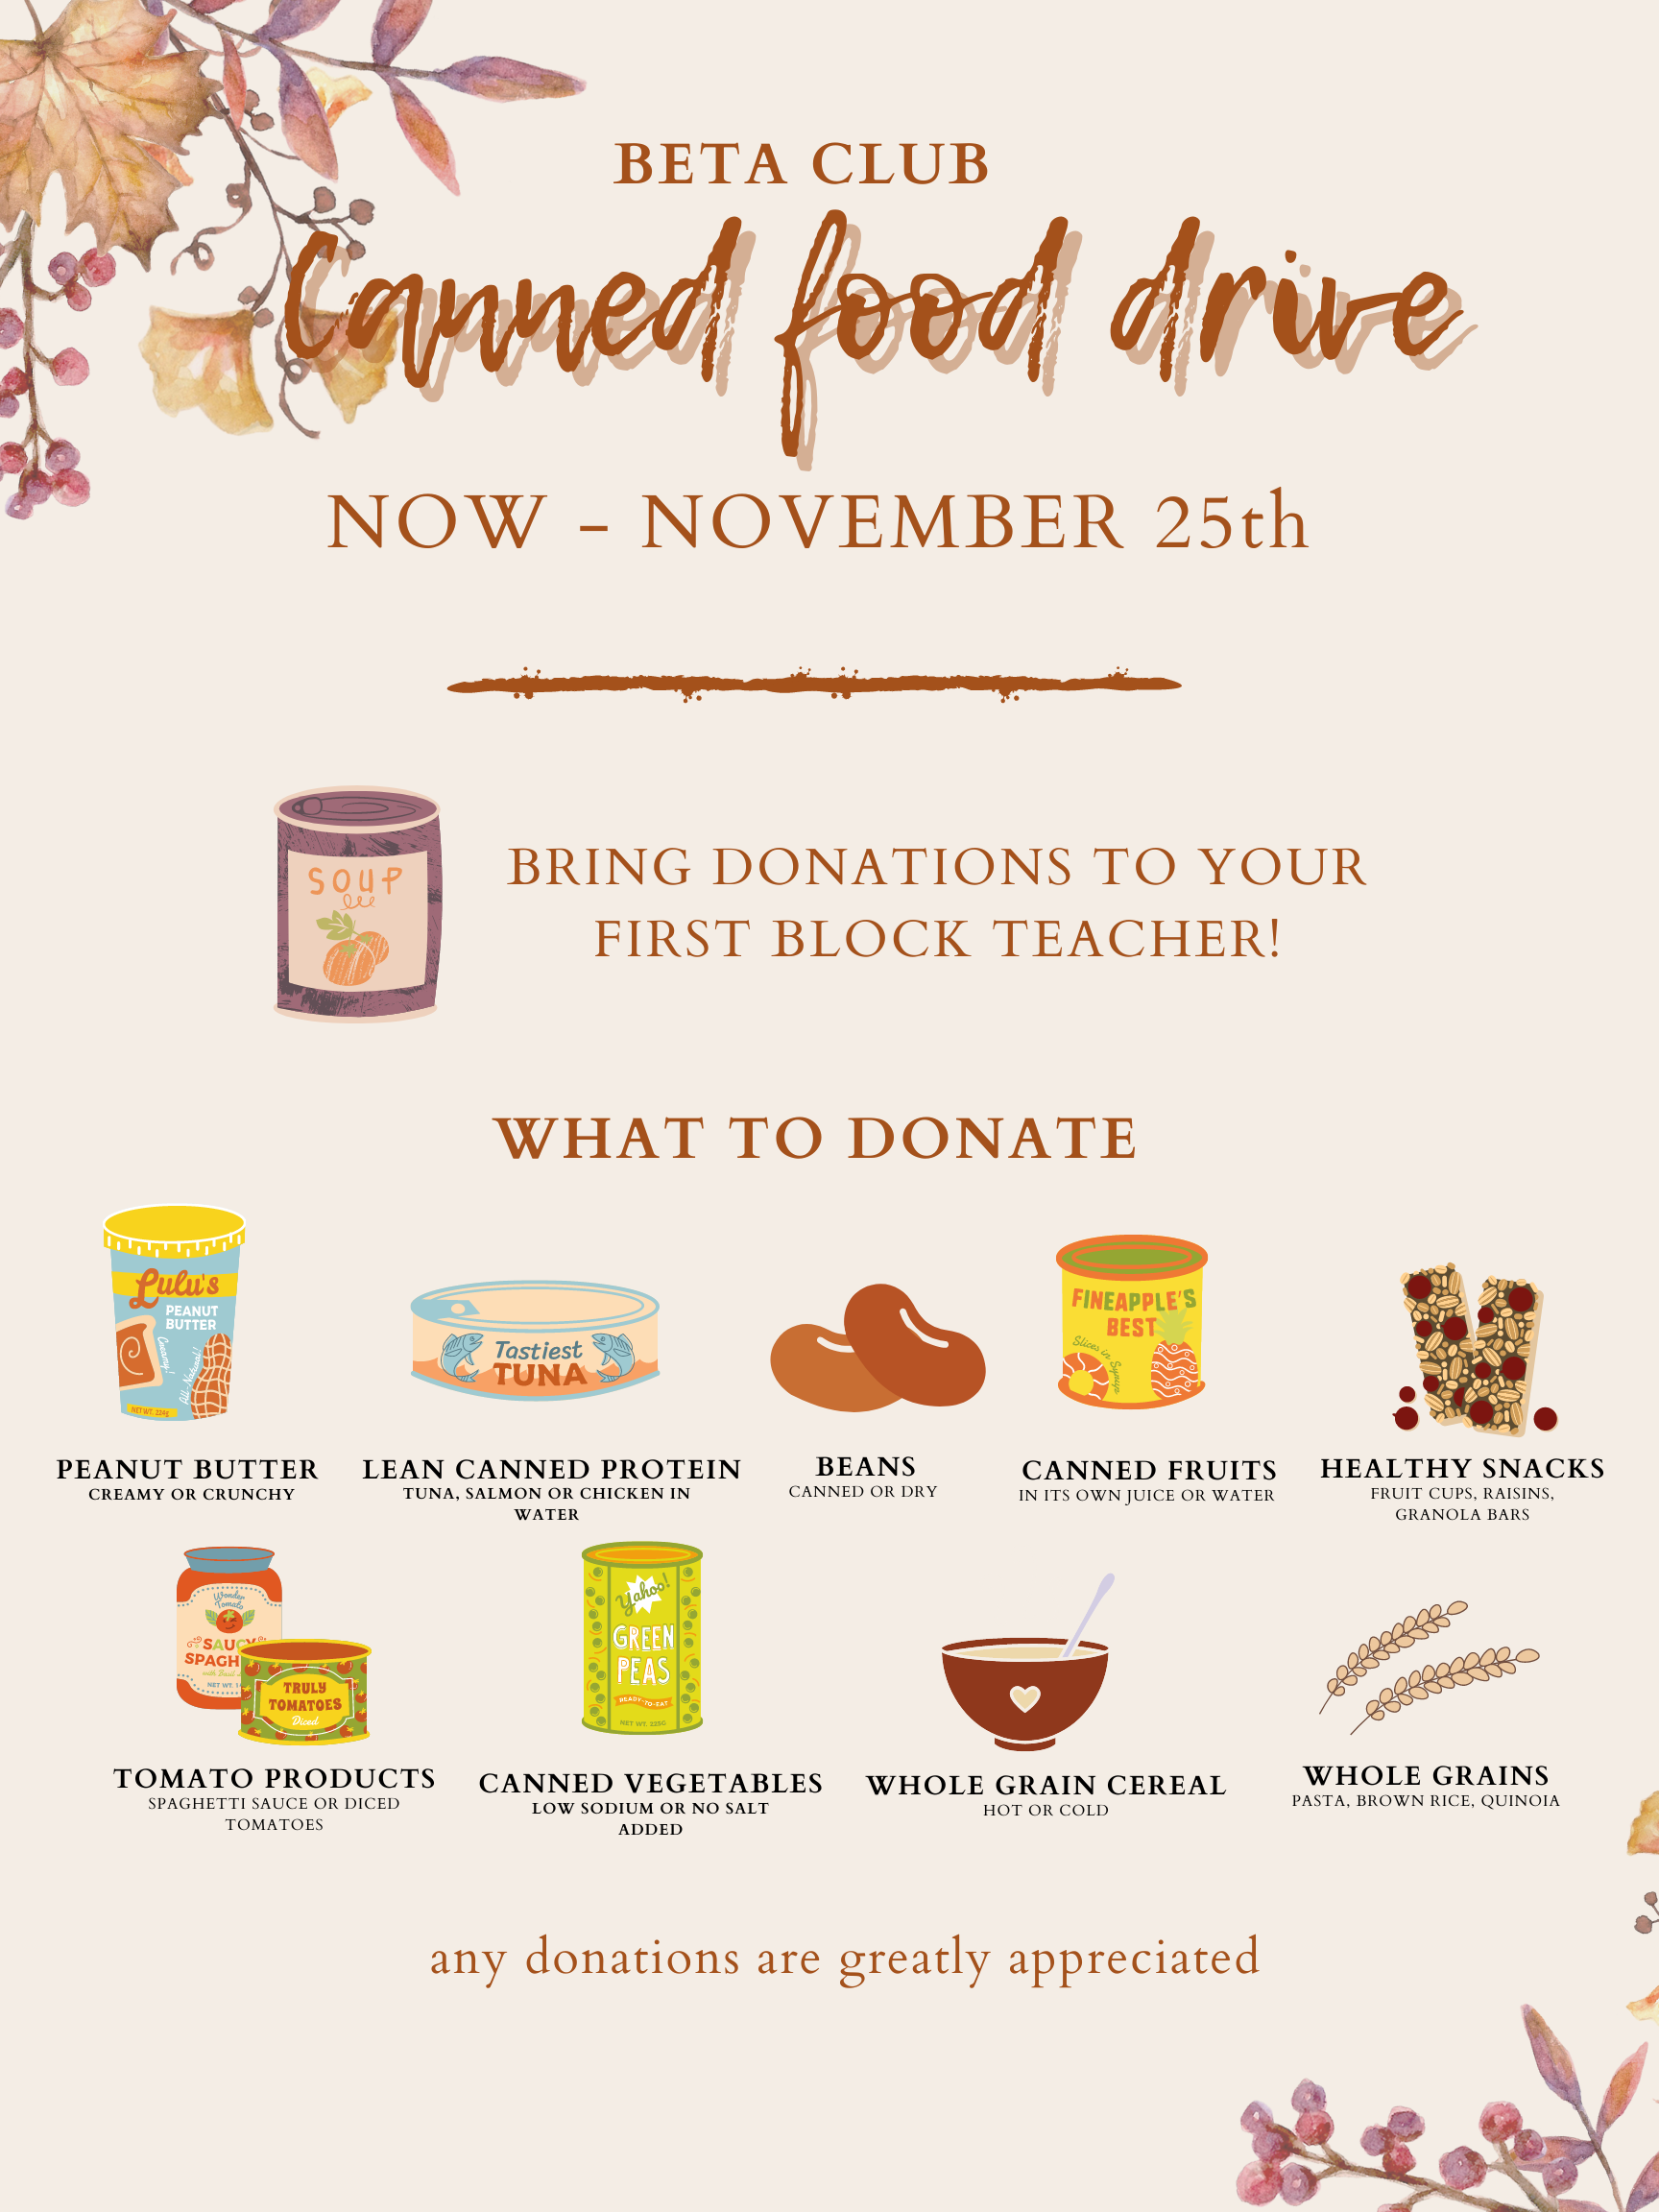 BETA CLUB
Canned food drive
NOW - NOVEMBER 25th
SOUP
BRING DONATIONS TO YOUR
FIRST BLOCK TEACHER!
WHAT TO DONATE
Lulu's
PEANUT
BUTTER
Creamy!
All Natural!
NET WT. 224g
Tastiest
TUNA
FINEAPPLE'S
BEST
Slices in Syrup
PEANUT BUTTER
CREAMY OR CRUNCHY
LEAN CANNED PROTEIN
TUNA, SALMON OR CHICKEN IN
WATER
BEANS
CANNED OR DRY
CANNED FRUITS
IN ITS OWN JUICE OR WATER
HEALTHY SNACKS
FRUIT CUPS, RAISINS,
GRANOLA BARS
Wonder
Tomato
SAUCY
SPAGH
NET WT.
TRULY
TOMATOES
Diced
Yahoo!
GREEN
PEAS
READY-TO-EAT
NET WT. 225G
TOMATO PRODUCTS
SPAGHETTI SAUCE OR DICED
TOMATOES
CANNED VEGETABLES
LOW SODIUM OR NO SALT
ADDED
WHOLE GRAIN CEREAL
HOT OR COLD
WHOLE GRAINS
PASTA, BROWN RICE, QUINOIA
any donations are greatly appreciated